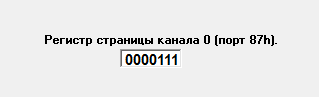 Регистр страницы канала 0 (порт 87h).
0000111